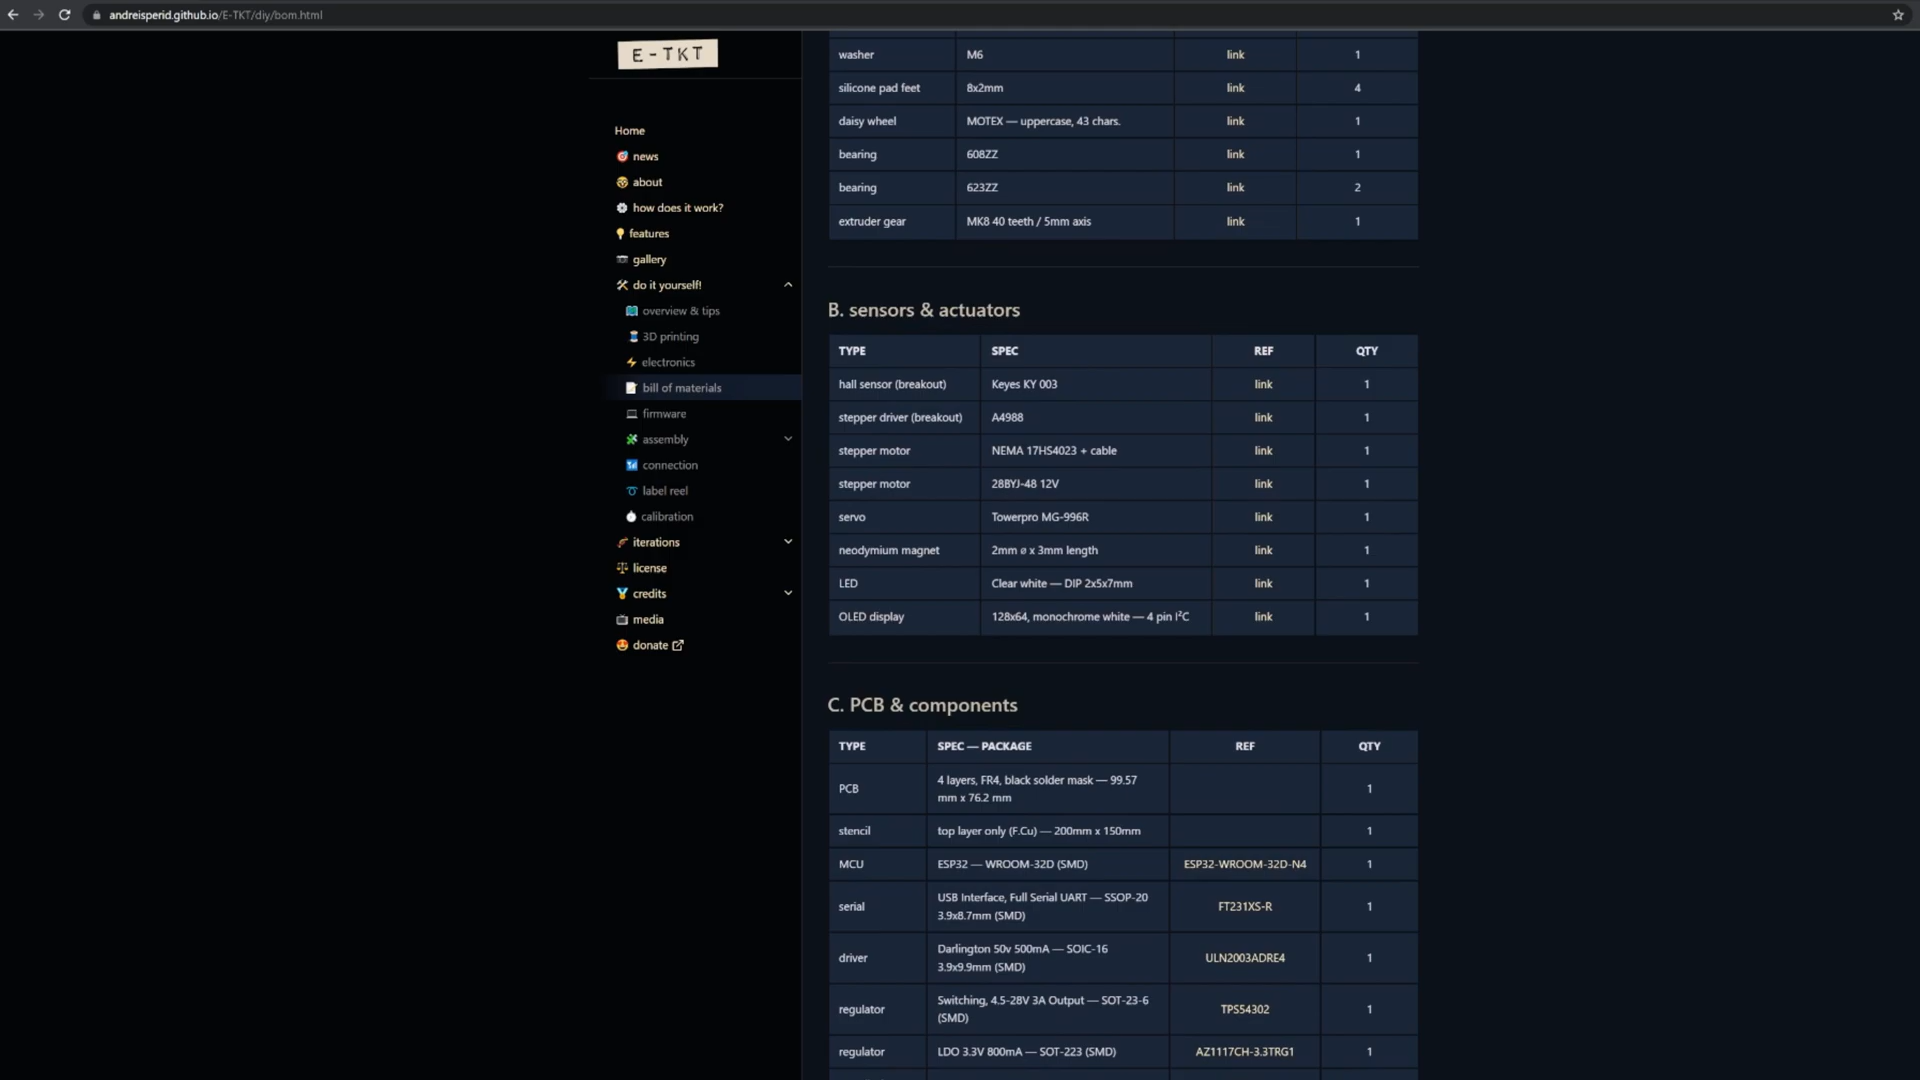 andreisperid.github.io/E-TKT/diy/bom.html
E-TKT
Home
news
about
how does it work?
features
gallery
do it yourself!
overview & tips
3D printing
electronics
bill of materials
firmware
assembly
connection
label reel
calibration
iterations
license
credits
media
donate
washer M6 link 1
silicone pad feet 8x2mm link 4
daisy wheel MOTEX — uppercase, 43 chars. link 1
bearing 608ZZ link 1
bearing 623ZZ link 2
extruder gear MK8 40 teeth / 5mm axis link 1
B. sensors & actuators
TYPE SPEC REF QTY
hall sensor (breakout) Keyes KY 003 link 1
stepper driver (breakout) A4988 link 1
stepper motor NEMA 17HS4023 + cable link 1
stepper motor 28BYJ-48 12V link 1
servo Towerpro MG-996R link 1
neodymium magnet 2mm ø x 3mm length link 1
LED Clear white — DIP 2x5x7mm link 1
OLED display 128x64, monochrome white — 4 pin I²C link 1
C. PCB & components
TYPE SPEC — PACKAGE REF QTY
PCB 4 layers, FR4, black solder mask — 99.57
mm x 76.2 mm 1
stencil top layer only (F.Cu) — 200mm x 150mm 1
MCU ESP32 — WROOM-32D (SMD) ESP32-WROOM-32D-N4 1
serial USB Interface, Full Serial UART — SSOP-20
3.9x8.7mm (SMD) FT231XS-R 1
driver Darlington 50v 500mA — SOIC-16
3.9x9.9mm (SMD) ULN2003ADRE4 1
regulator Switching, 4.5-28V 3A Output — SOT-23-6
(SMD) TPS54302 1
regulator LDO 3.3V 800mA — SOT-223 (SMD) AZ1117CH-3.3TRG1 1